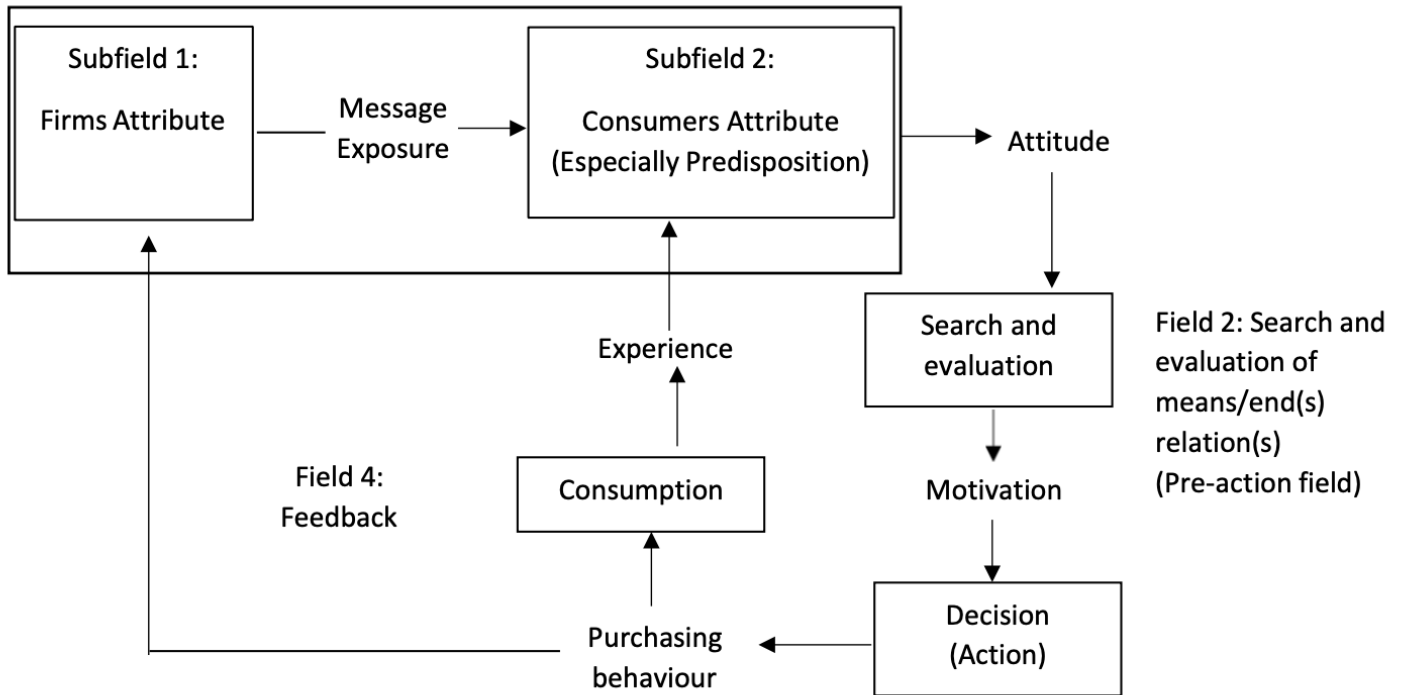 Subfield 1:
Firms Attribute
Message
Exposure
Subfield 2:
Consumers Attribute
(Especially Predisposition)
Attitude
Search and
evaluation
Field 2: Search and
evaluation of
means/end(s)
relation(s)
(Pre-action field)
Experience
Motivation
Consumption
Field 4:
Feedback
Decision
(Action)
Purchasing
behaviour